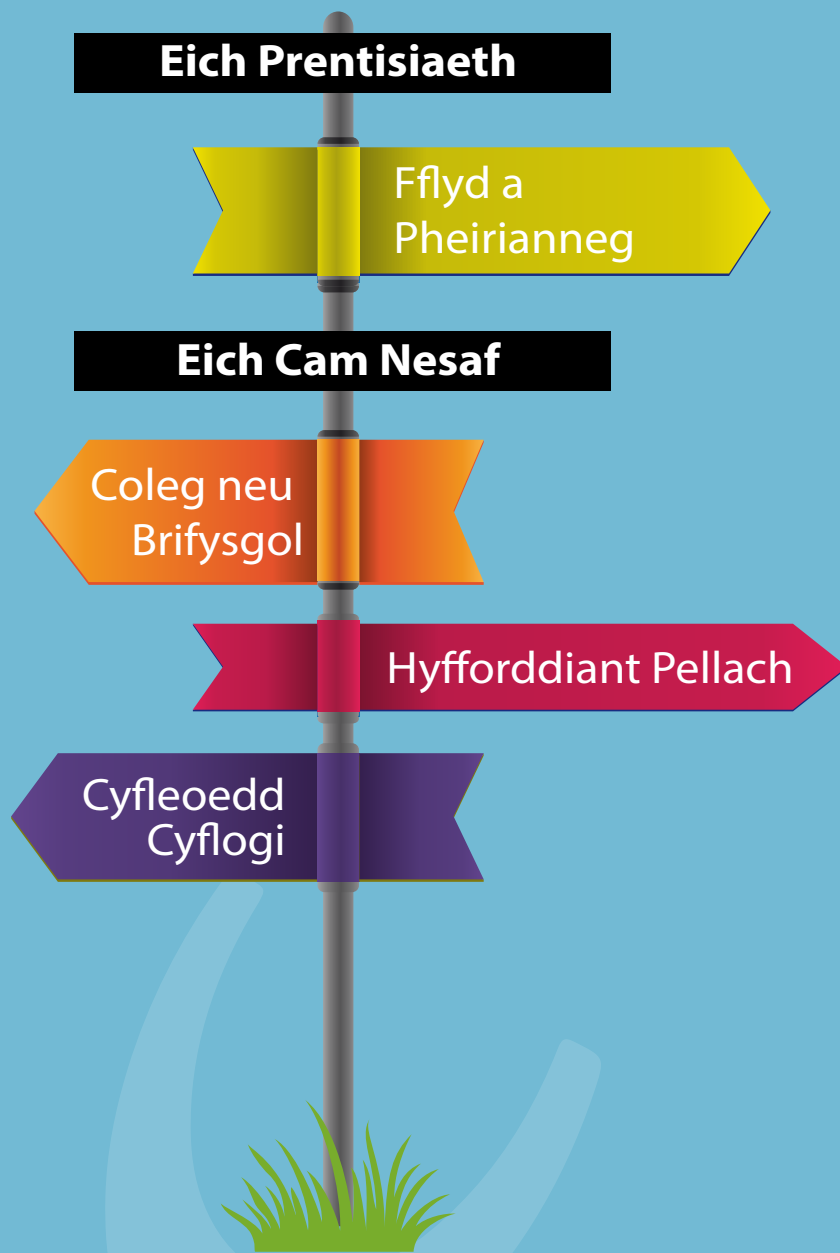 Eich Prentisiaeth
Fflyd a
Pheirianneg
Eich Cam Nesaf
Coleg neu
Brifysgol
Hyfforddiant Pellach
Cyfleoedd
Cyflogi